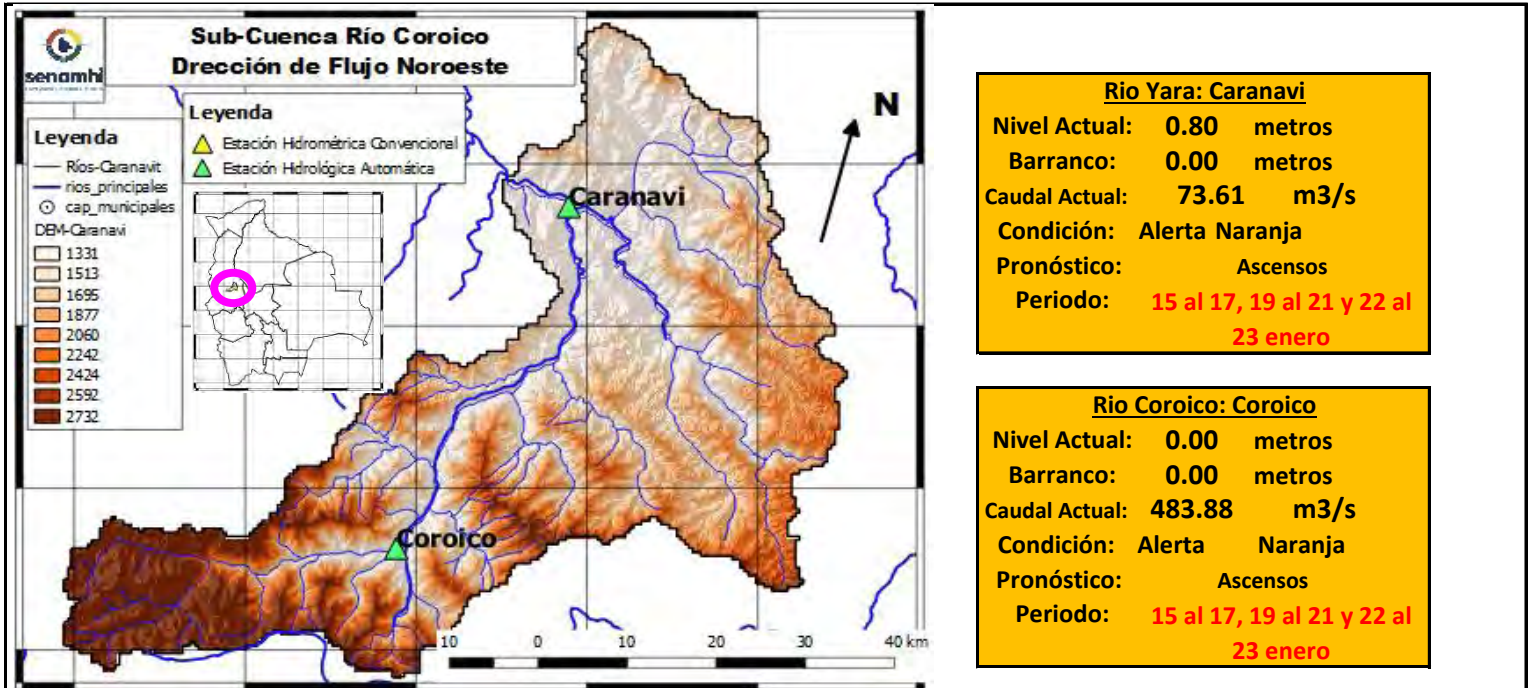 senamhi
Sub-Cuenca Río Coroico
Drección de Flujo Noroeste
Leyenda
Estación Hidrométrica Convencional
Estación Hidrológica Automática
Leyenda
Ríos-Caranavit
rios_principales
cap_municipales
DEM-Caranavi
1331
1513
1695
1877
2060
2242
2424
2592
2732
N
Caranavi
Coroico
10 0 10 20 30 40 km
Rio Yara: Caranavi
Nivel Actual: 0.80 metros
Barranco: 0.00 metros
Caudal Actual: 73.61 m3/s
Condición: Alerta Naranja
Pronóstico: Ascensos
Periodo: 15 al 17, 19 al 21 y 22 al
23 enero
Rio Coroico: Coroico
Nivel Actual: 0.00 metros
Barranco: 0.00 metros
Caudal Actual: 483.88 m3/s
Condición: Alerta Naranja
Pronóstico: Ascensos
Periodo: 15 al 17, 19 al 21 y 22 al
23 enero